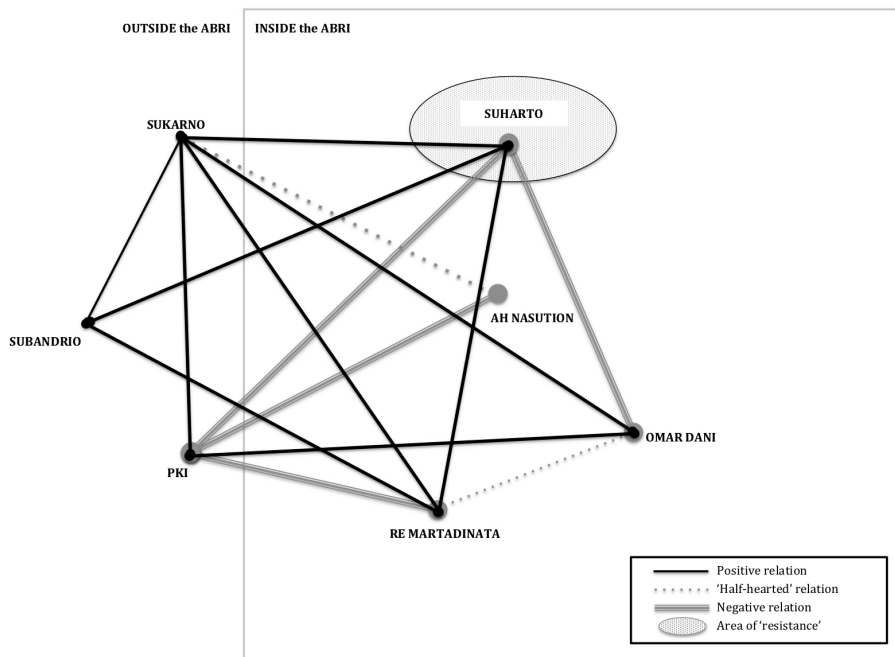 OUTSIDE the ABRI
INSIDE the ABRI
SUHARTO
SUKARNO
AH NASUTION
SUBANDRIO
OMAR DANI
PKI
RE MARTADINATA
Positive relation
‘Half-hearted’ relation
Negative relation
Area of ‘resistance’